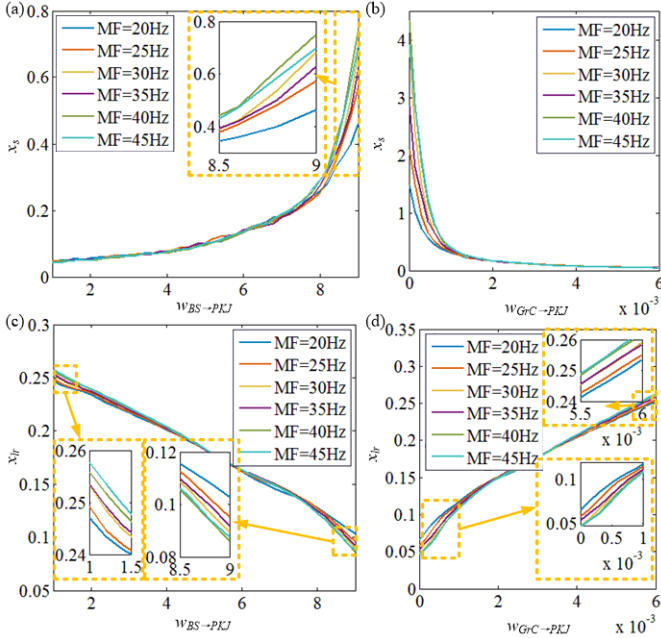 (a)
0.8
0.6
0.4
0.2
0
x_s
MF=20Hz
MF=25Hz
MF=30Hz
MF=35Hz
MF=40Hz
MF=45Hz
0.8
0.6
0.4
8.5 9
2 4 6 8
w_BS→PKJ
(b)
4
3
2
1
0
x_s
MF=20Hz
MF=25Hz
MF=30Hz
MF=35Hz
MF=40Hz
MF=45Hz
0 2 4 6
w_GrC→PKJ x 10⁻³
(c)
0.3
0.25
0.2
0.15
0.1
0.05
x_lr
MF=20Hz
MF=25Hz
MF=30Hz
MF=35Hz
MF=40Hz
MF=45Hz
0.26
0.25
0.24
1 1.5
0.12
0.1
0.08
8.5 9
2 4 6 8
w_BS→PKJ
(d)
0.35
0.3
0.25
0.2
0.15
0.1
0.05
0
x_lr
MF=20Hz
MF=25Hz
MF=30Hz
MF=35Hz
MF=40Hz
MF=45Hz
0.26
0.25
0.24
5.5 6
x 10⁻³
0.1
0.05
0 1
x 10⁻³
0 2 4 6
w_GrC→PKJ x 10⁻³